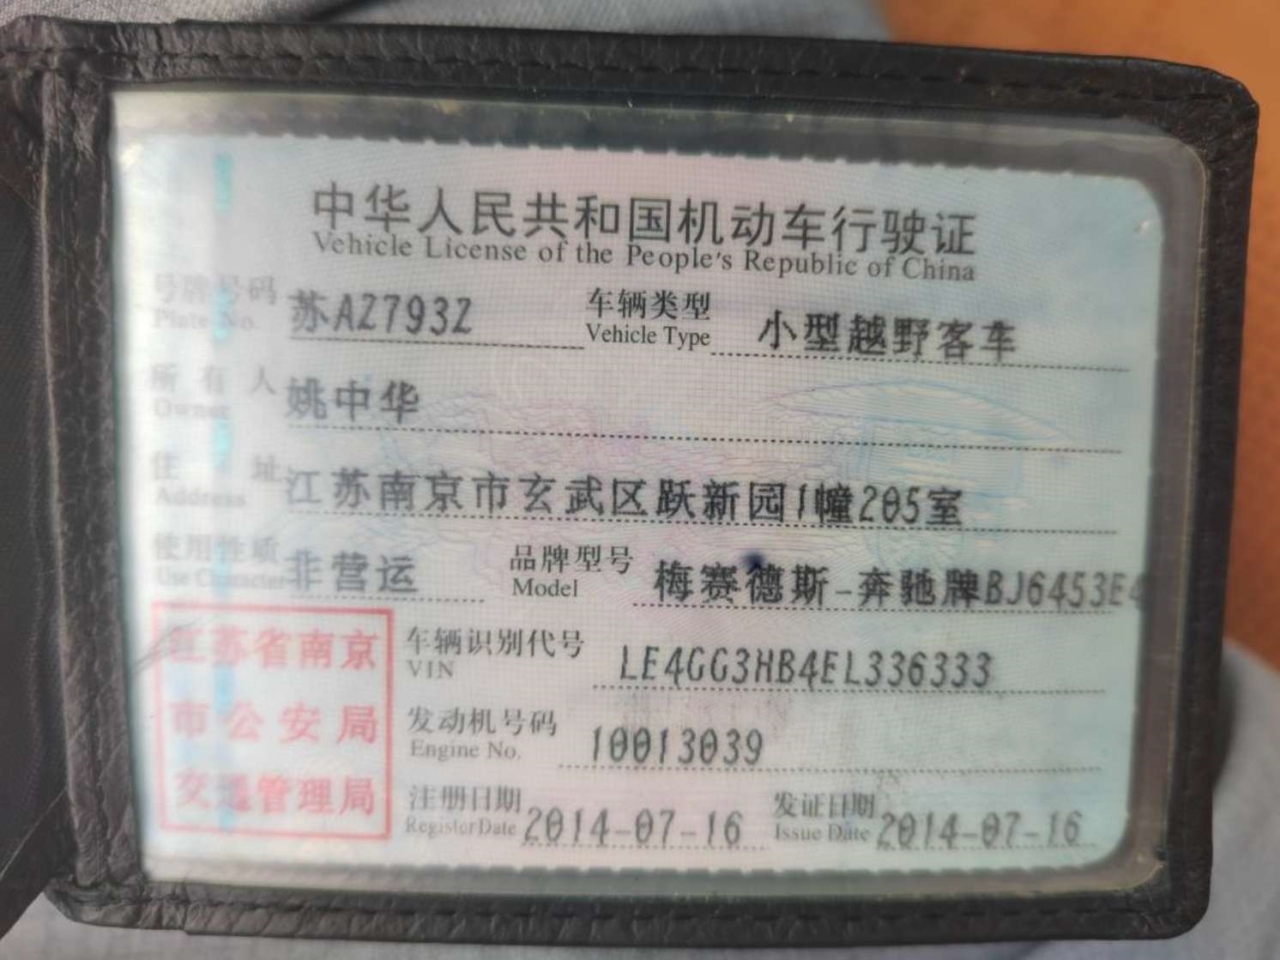 中华人民共和国机动车行驶证
Vehicle License of the People's Republic of China
号牌号码 苏AZ793Z 车辆类型 小型越野客车
Plate No. Vehicle Type
所有人 姚中华
Owner
住址 江苏南京市玄武区跃新园1幢205室
Address
使用性质 非营运 品牌型号 梅赛德斯-奔驰牌BJ6453E4
Use Character Model
江苏省南京
市公安局
交通管理局
车辆识别代号 LE4GG3HB4EL336333
VIN
发动机号码 10013039
Engine No.
注册日期 2014-07-16 发证日期 2014-07-16
Register Date Issue Date